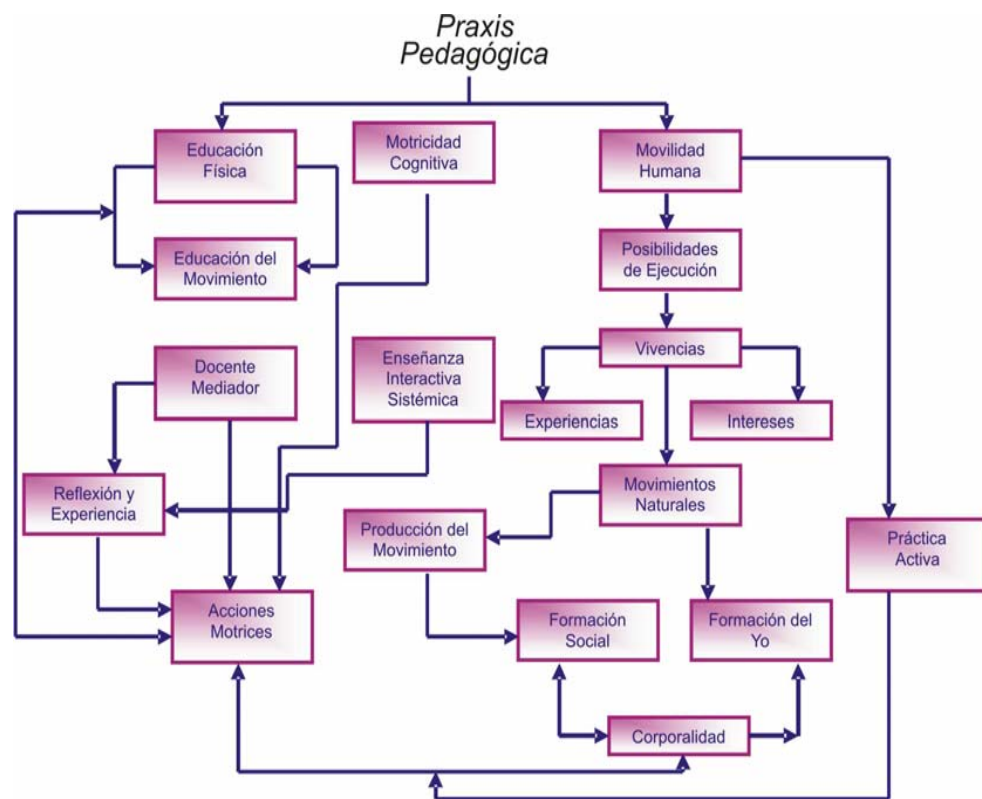 Praxis
Pedagógica
Educación
Física
Motricidad
Cognitiva
Movilidad
Humana
Educación del
Movimiento
Posibilidades
de Ejecución
Docente
Mediador
Enseñanza
Interactiva
Sistémica
Vivencias
Experiencias
Intereses
Reflexión y
Experiencia
Movimientos
Naturales
Producción del
Movimiento
Práctica
Activa
Acciones
Motrices
Formación
Social
Formación del
Yo
Corporalidad